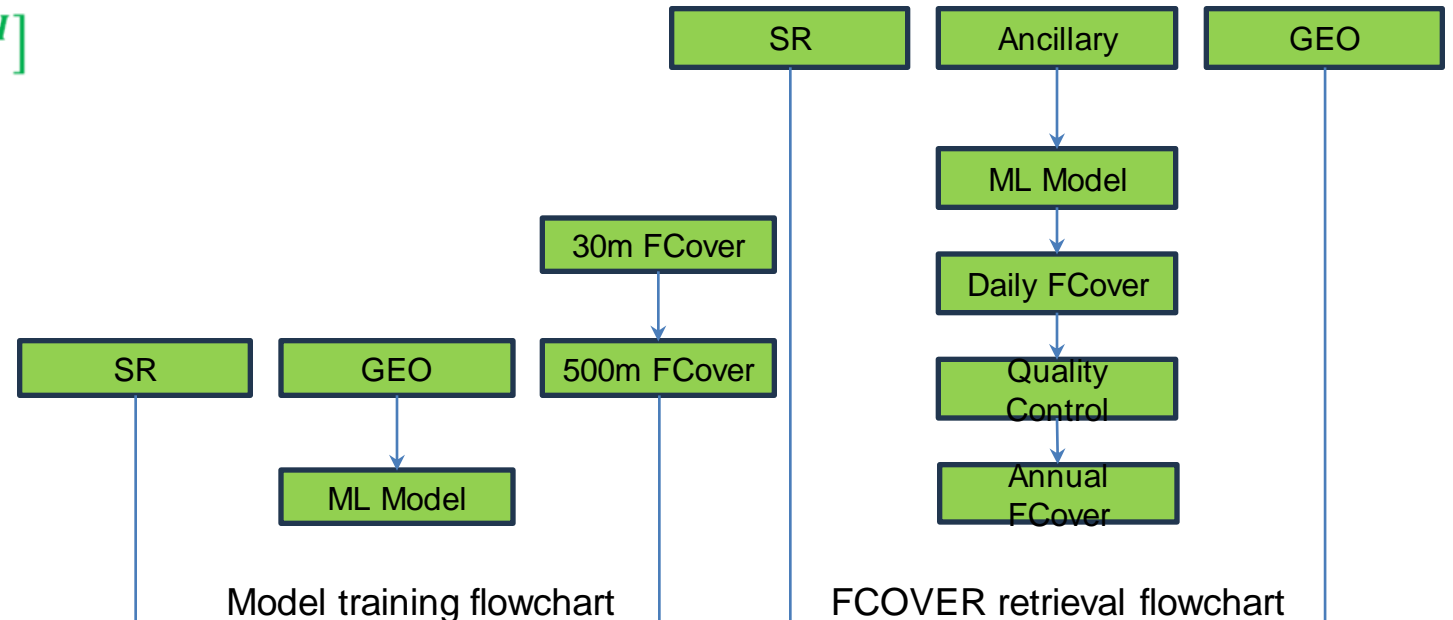 ]
SR
Ancillary
GEO
ML Model
30m FCover
Daily FCover
SR
GEO
500m FCover
Quality
Control
ML Model
Annual
FCover
Model training flowchart
FCOVER retrieval flowchart